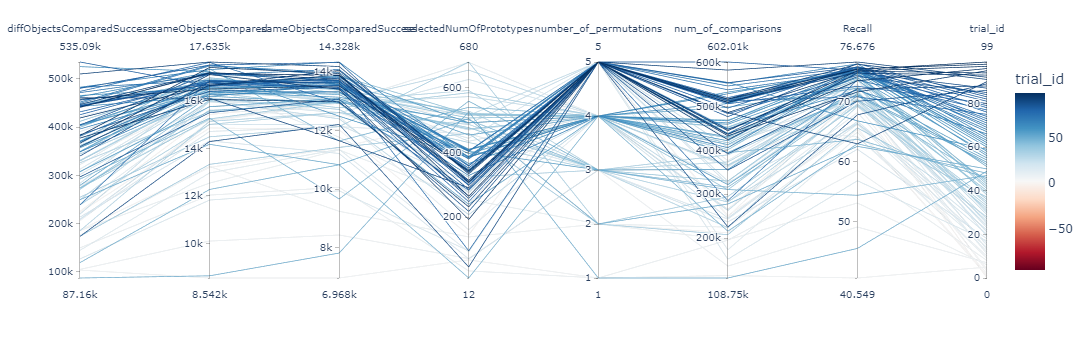 diffObjectsComparedSuccess sameObjectsCompared sameObjectsComparedSuccess selectedNumOfPrototypes number_of_permutations num_of_comparisons Recall trial_id
535.09k 17.635k 14.328k 680 5 602.01k 76.676 99
500k 400k 300k 200k 100k
16k 14k 12k 10k
14k 12k 10k 8k
600 400 200
5 4 3 2 1
600k 500k 400k 300k 200k
70 60 50
80 60 40 20 0
87.16k 8.542k 6.968k 12 1 108.75k 40.549 0
trial_id
50
0
−50